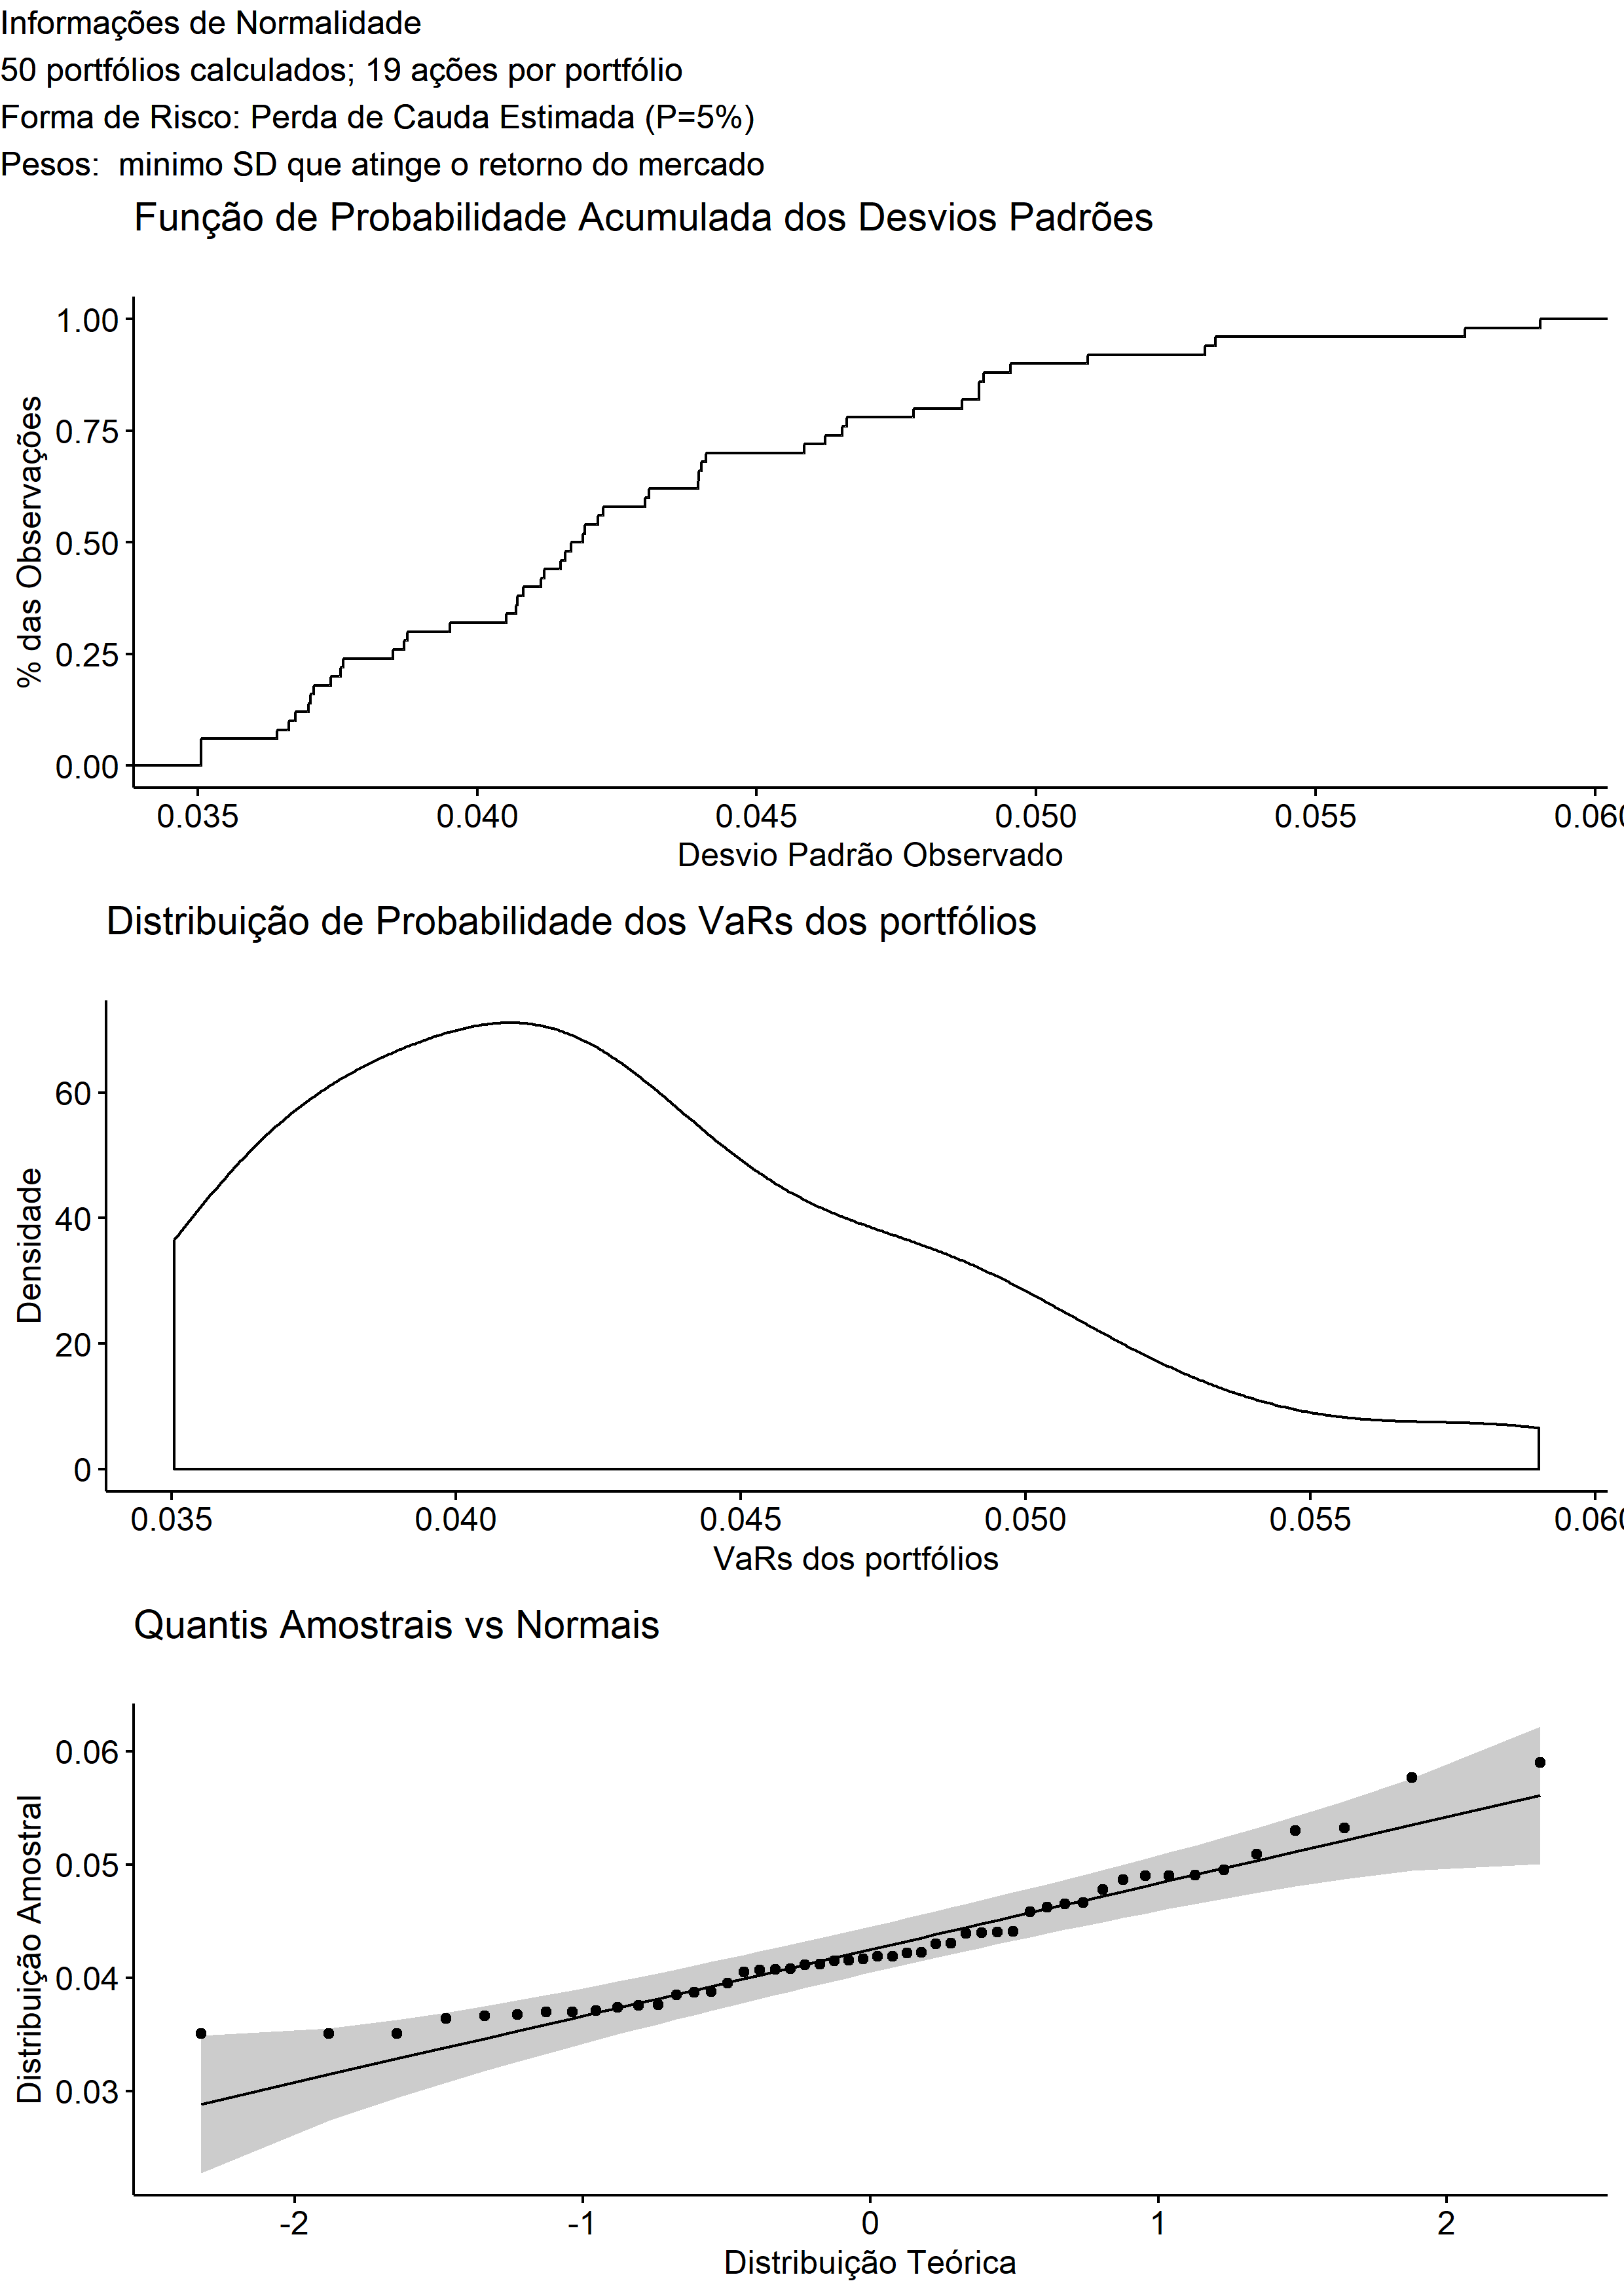 Informações de Normalidade
50 portfólios calculados; 19 ações por portfólio
Forma de Risco: Perda de Cauda Estimada (P=5%)
Pesos:  minimo SD que atinge o retorno do mercado
Função de Probabilidade Acumulada dos Desvios Padrões
% das Observações
1.00
0.75
0.50
0.25
0.00
0.035 0.040 0.045 0.050 0.055 0.060
Desvio Padrão Observado
Distribuição de Probabilidade dos VaRs dos portfólios
Densidade
60
40
20
0
0.035 0.040 0.045 0.050 0.055 0.060
VaRs dos portfólios
Quantis Amostrais vs Normais
Distribuição Amostral
0.06
0.05
0.04
0.03
-2 -1 0 1 2
Distribuição Teórica